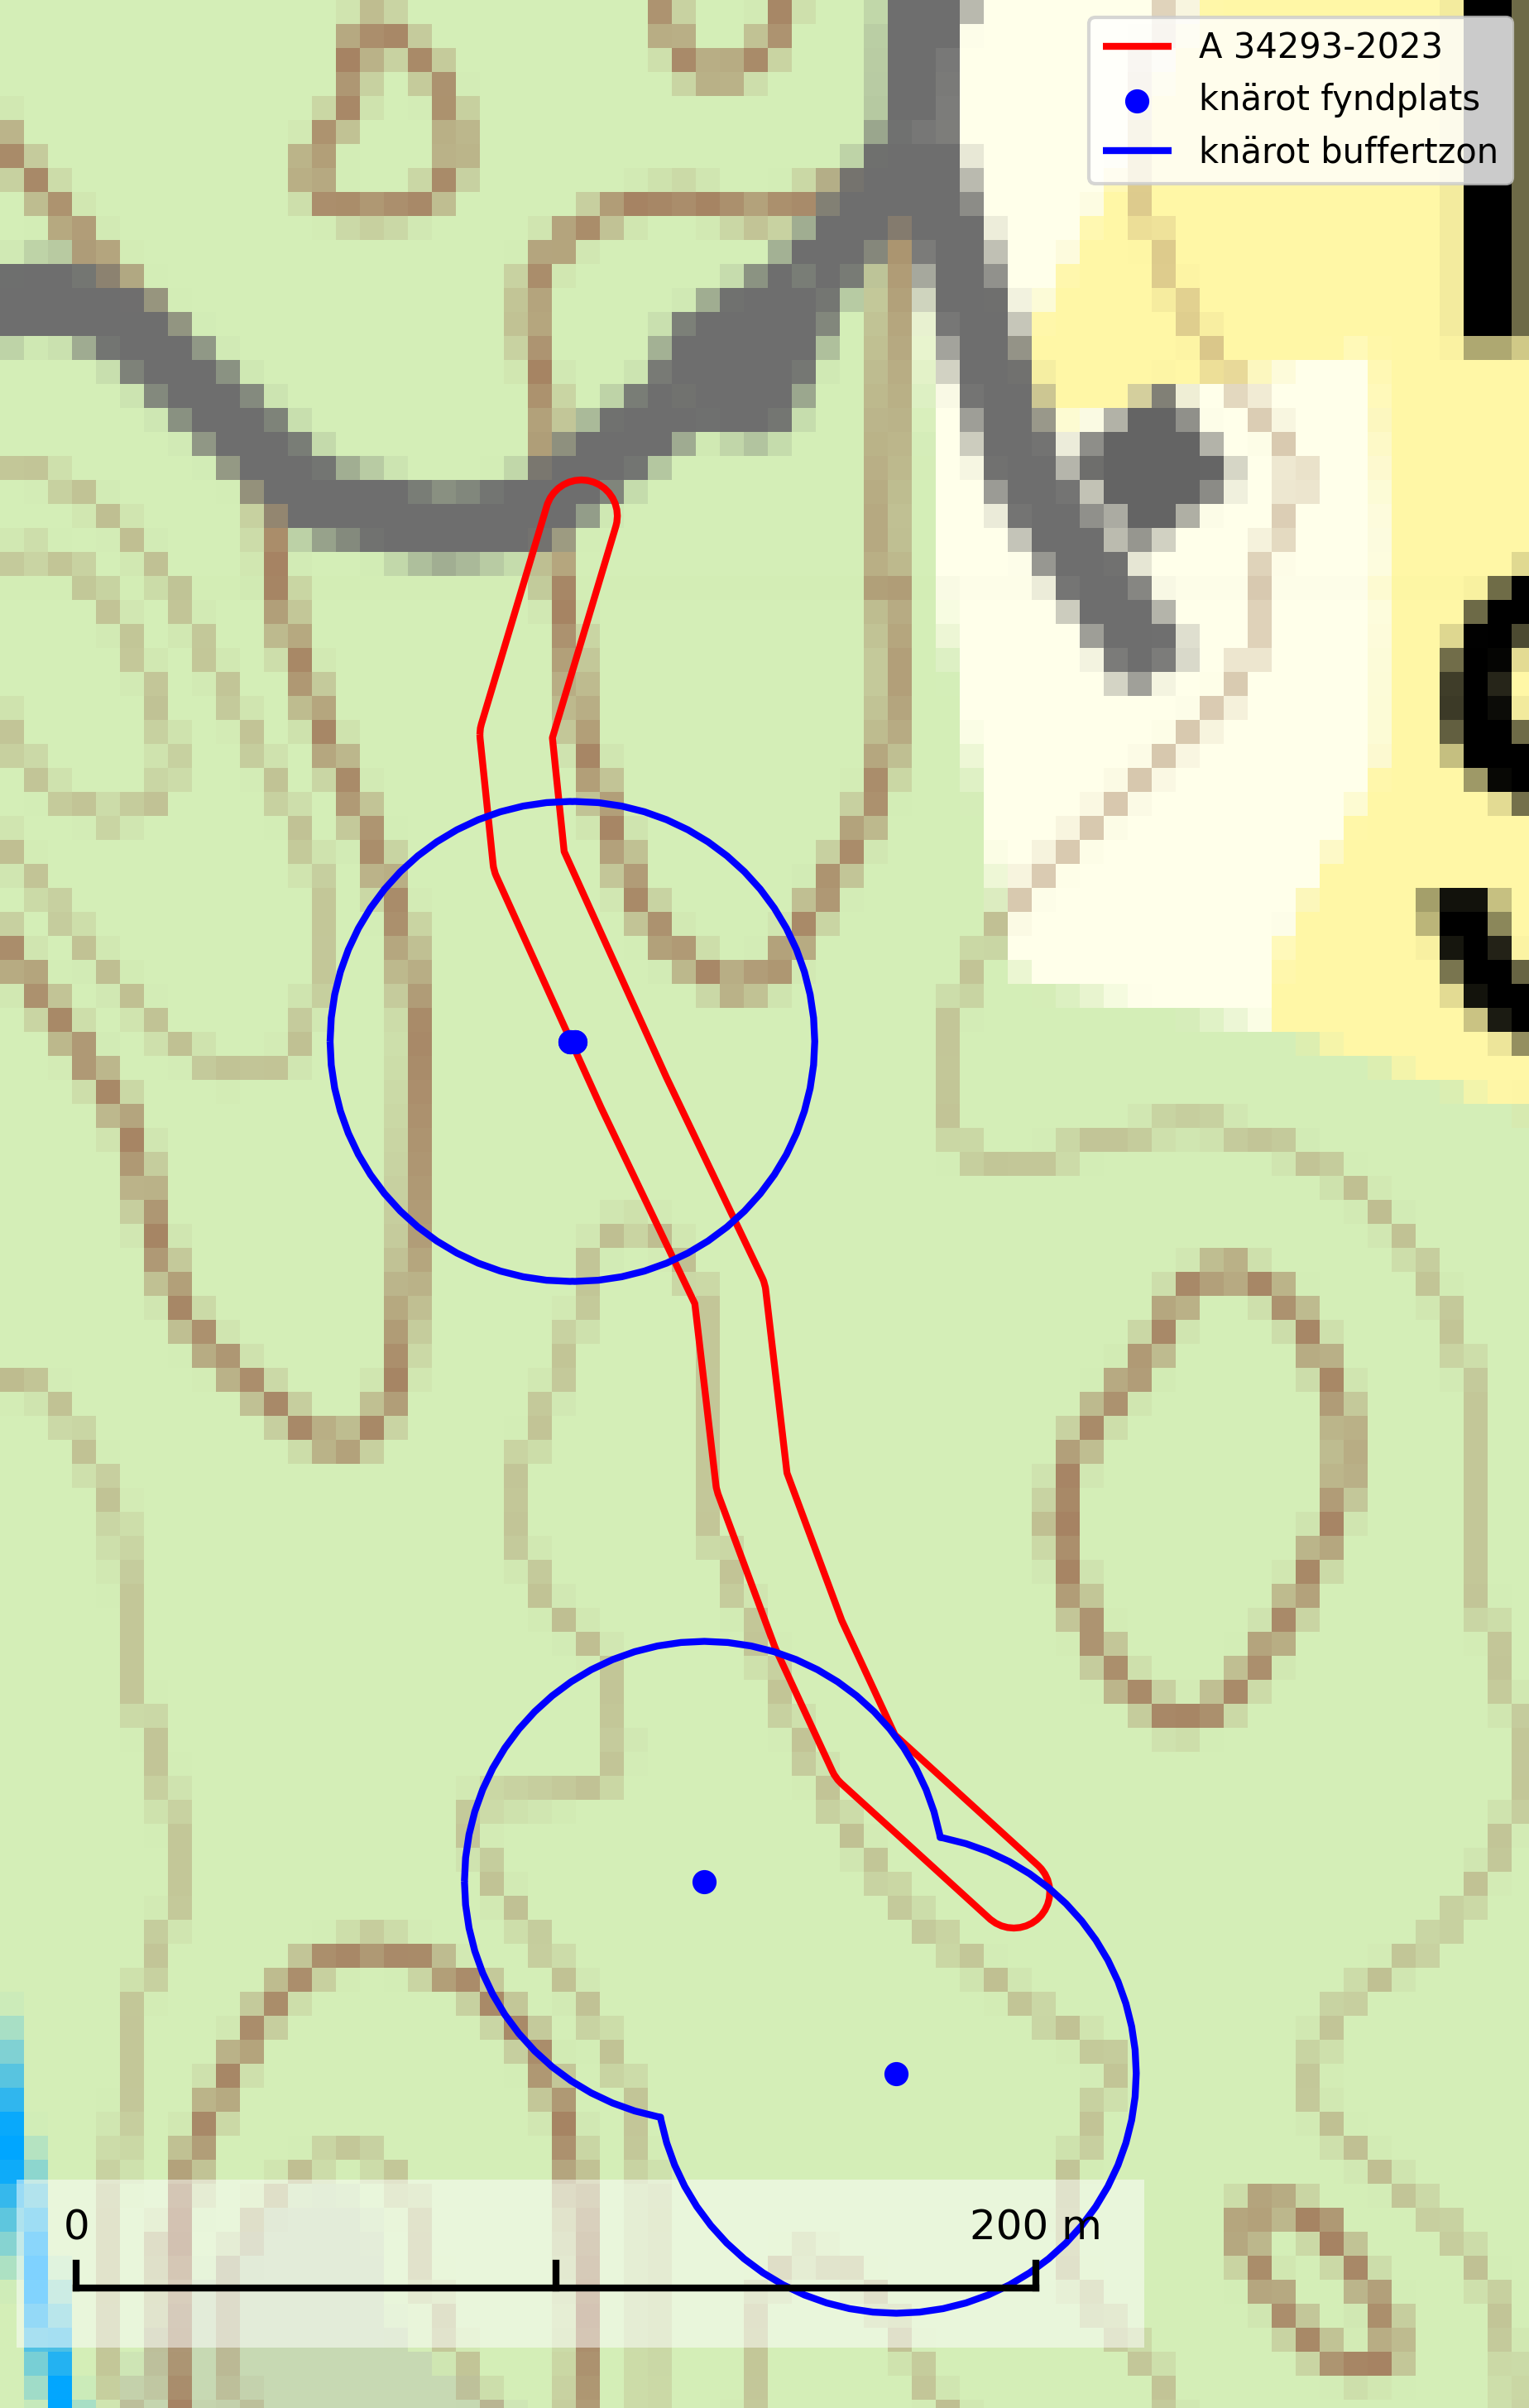 A 34293-2023
knärot fyndplats
knärot buffertzon
0 200 m